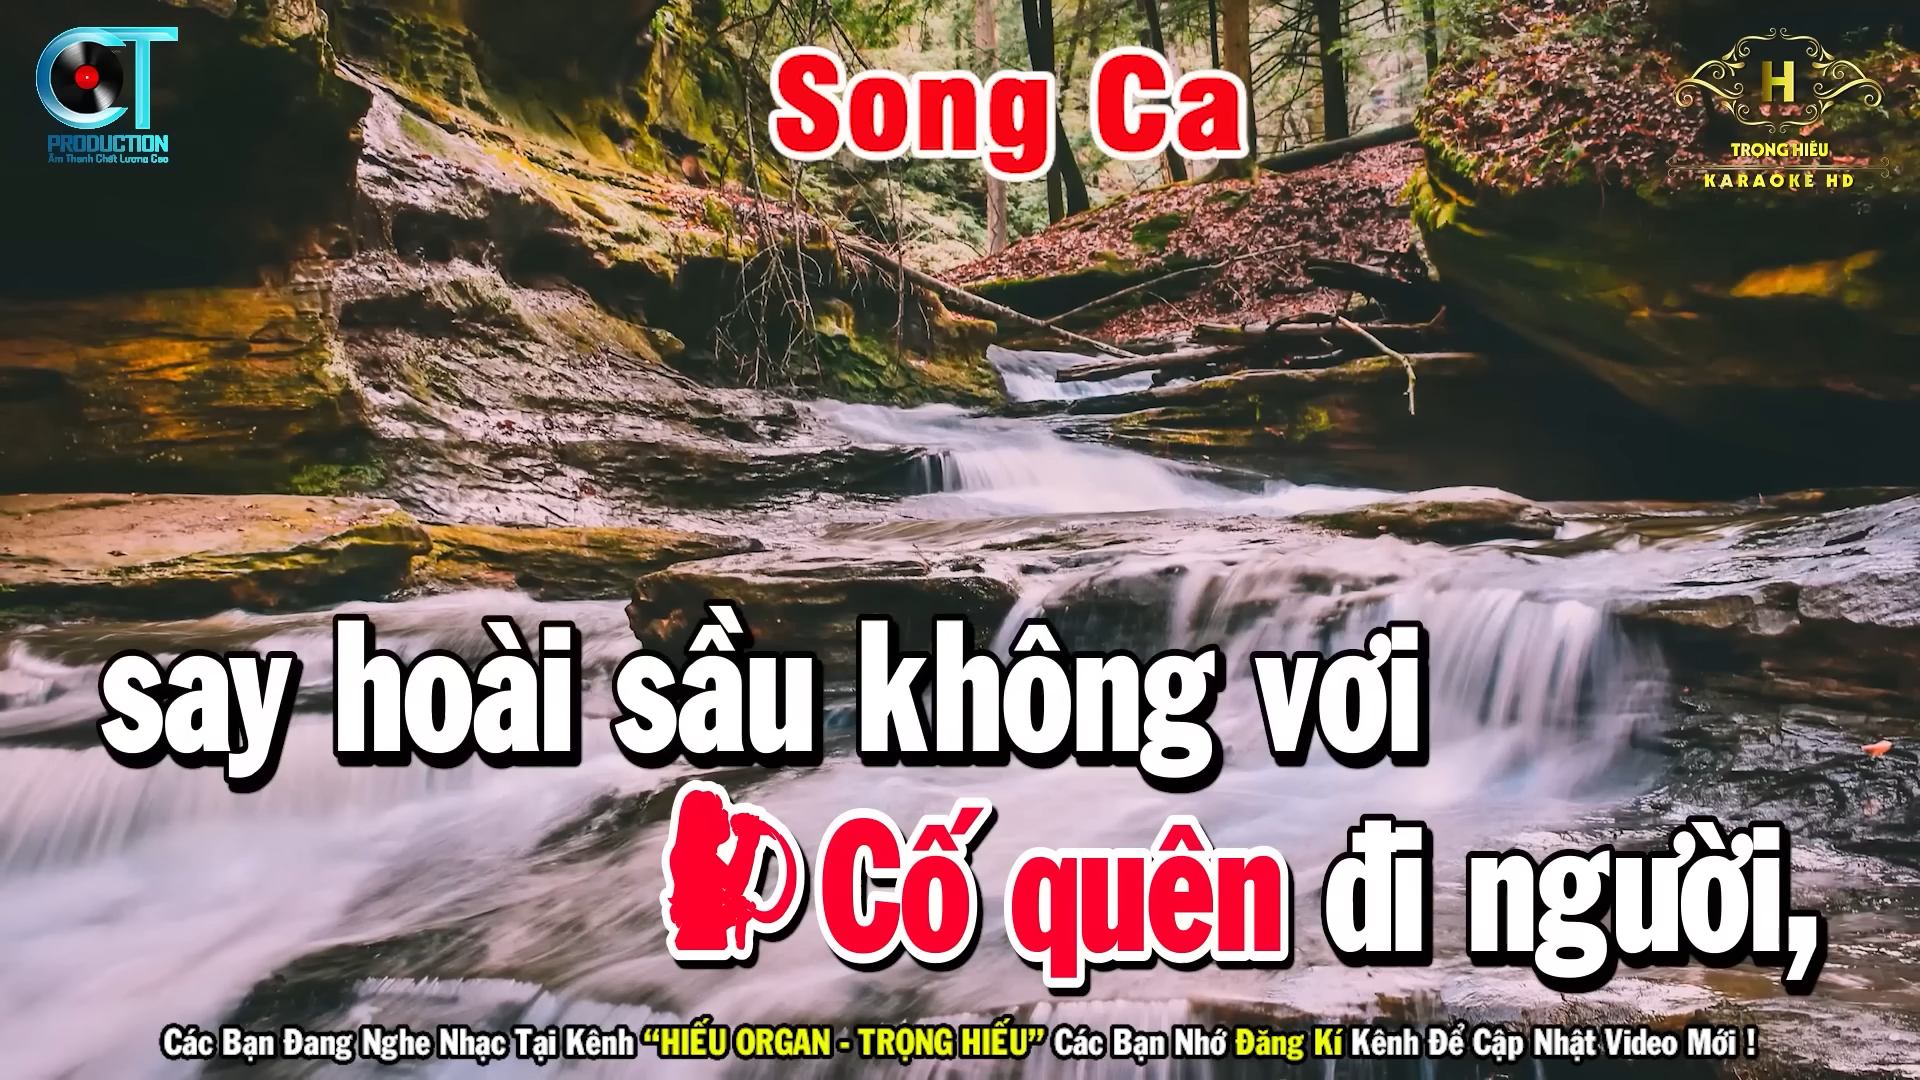 CT
PRODUCTION
Âm Thanh Chất Lượng Cao
Song Ca
H
TRỌNG HIẾU
KARAOKE HD
say hoài sầu không vơi
Cố quên đi người,
Các Bạn Đang Nghe Nhạc Tại Kênh “HIẾU ORGAN - TRỌNG HIẾU” Các Bạn Nhớ Đăng Kí Kênh Để Cập Nhật Video Mới !